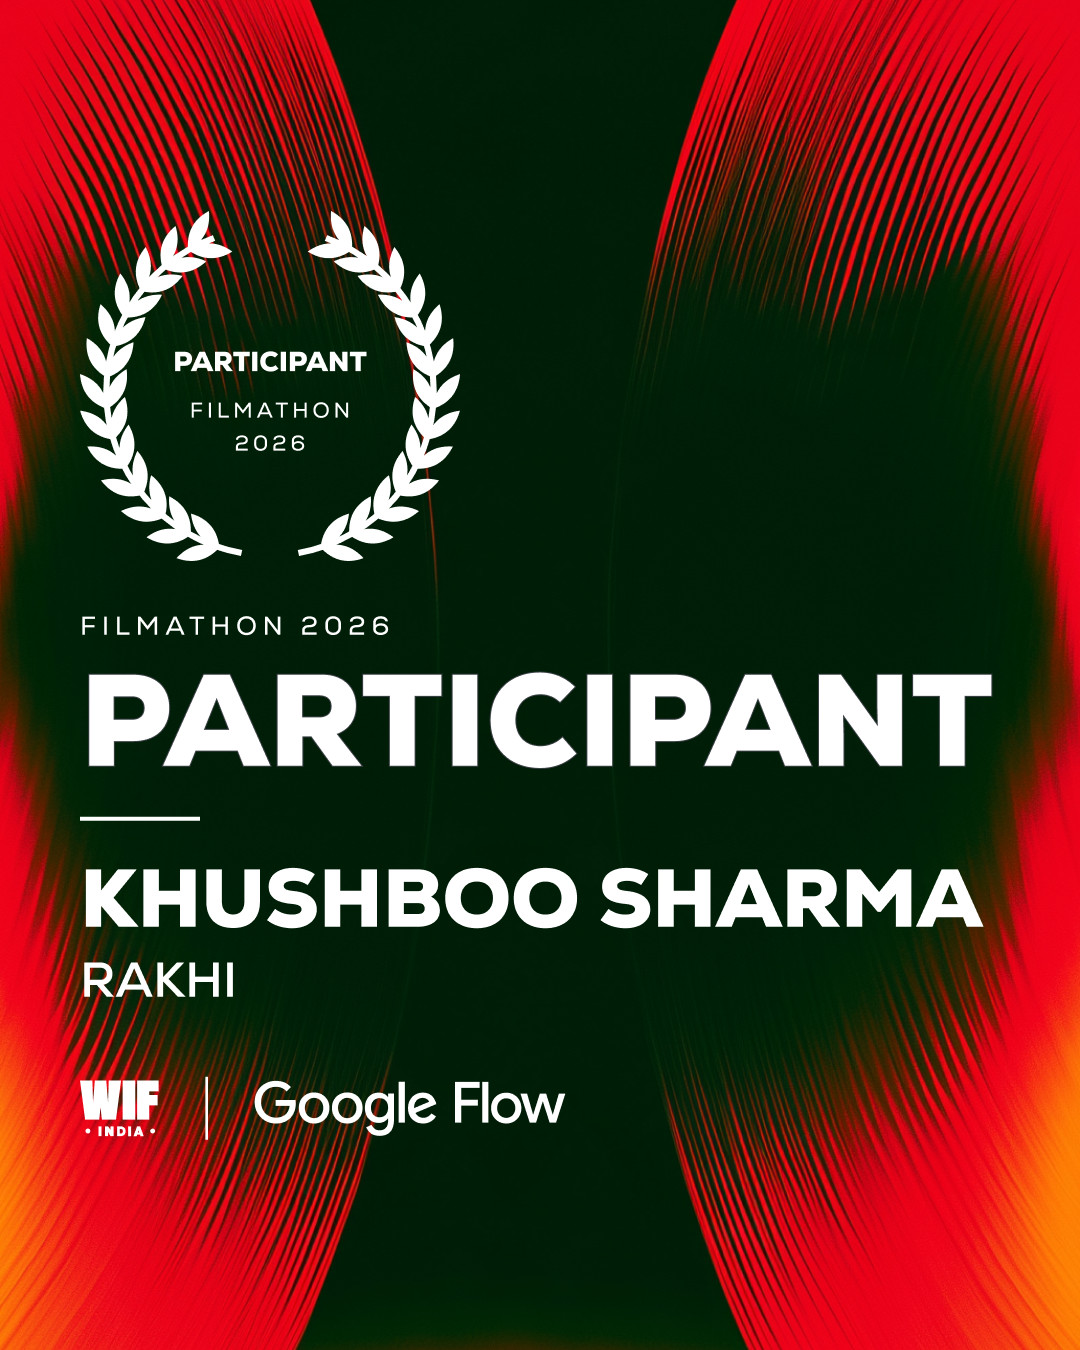 PARTICIPANT
FILMATHON
2026
FILMATHON 2026
PARTICIPANT
KHUSHBOO SHARMA
RAKHI
WIF
• INDIA •
Google Flow